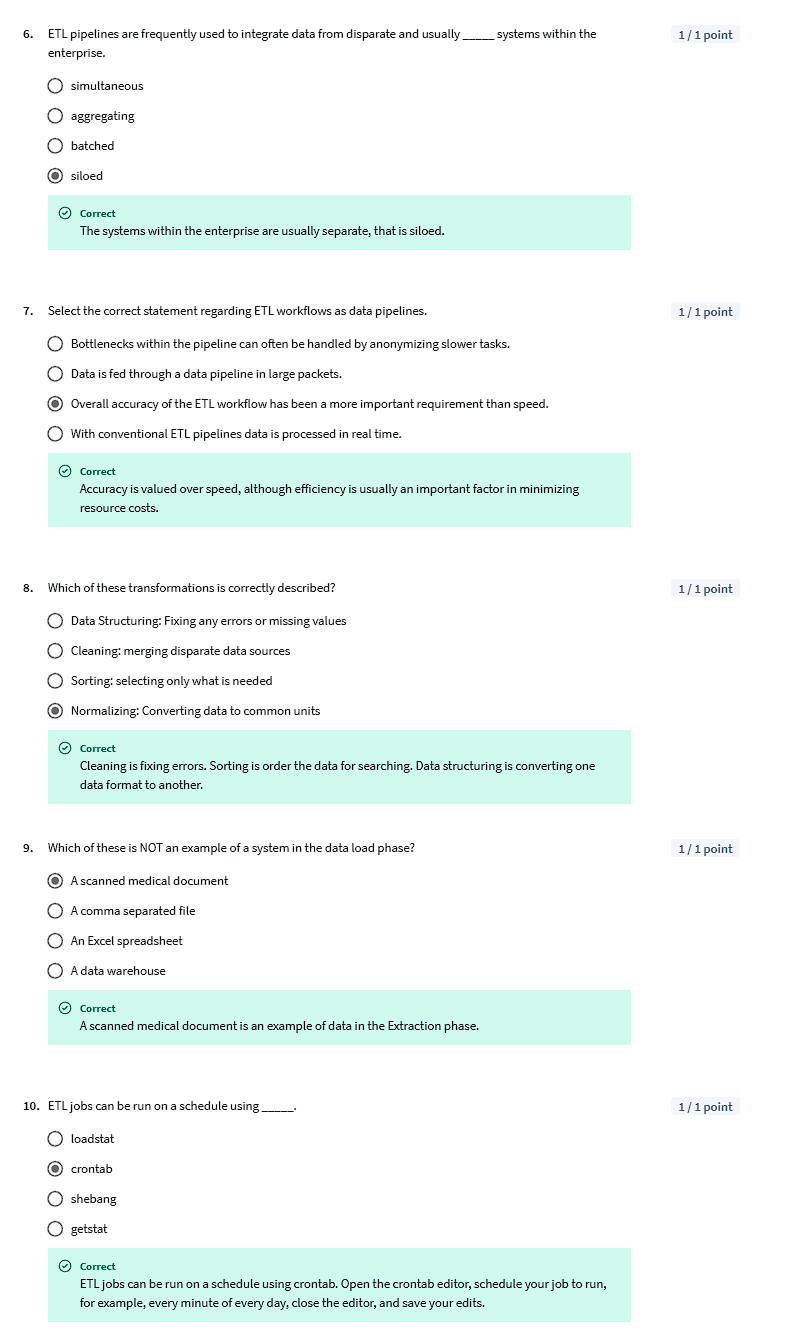 6. ETL pipelines are frequently used to integrate data from disparate and usually _____ systems within the 1 / 1 point
enterprise.
simultaneous
aggregating
batched
siloed
Correct
The systems within the enterprise are usually separate, that is siloed.
7. Select the correct statement regarding ETL workflows as data pipelines. 1 / 1 point
Bottlenecks within the pipeline can often be handled by anonymizing slower tasks.
Data is fed through a data pipeline in large packets.
Overall accuracy of the ETL workflow has been a more important requirement than speed.
With conventional ETL pipelines data is processed in real time.
Correct
Accuracy is valued over speed, although efficiency is usually an important factor in minimizing
resource costs.
8. Which of these transformations is correctly described? 1 / 1 point
Data Structuring: Fixing any errors or missing values
Cleaning: merging disparate data sources
Sorting: selecting only what is needed
Normalizing: Converting data to common units
Correct
Cleaning is fixing errors. Sorting is order the data for searching. Data structuring is converting one
data format to another.
9. Which of these is NOT an example of a system in the data load phase? 1 / 1 point
A scanned medical document
A comma separated file
An Excel spreadsheet
A data warehouse
Correct
A scanned medical document is an example of data in the Extraction phase.
10. ETL jobs can be run on a schedule using _____. 1 / 1 point
loadstat
crontab
shebang
getstat
Correct
ETL jobs can be run on a schedule using crontab. Open the crontab editor, schedule your job to run,
for example, every minute of every day, close the editor, and save your edits.